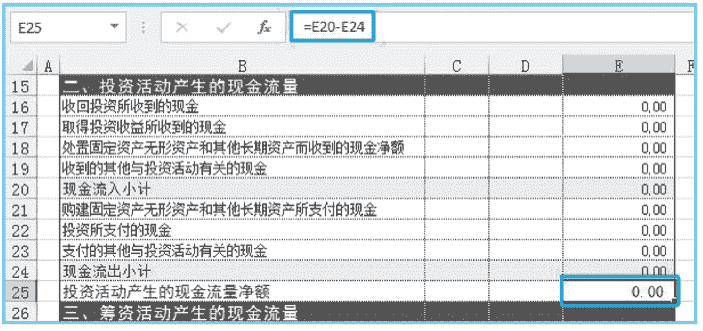 E25 fx =E20-E24
A B C D E F
15 二、投资活动产生的现金流量
16 收回投资所收到的现金 0.00
17 取得投资收益所收到的现金 0.00
18 处置固定资产无形资产和其他长期资产而收到的现金净额 0.00
19 收到的其他与投资活动有关的现金 0.00
20 现金流入小计 0.00
21 购建固定资产无形资产和其他长期资产所支付的现金 0.00
22 投资所支付的现金 0.00
23 支付的其他与投资活动有关的现金 0.00
24 现金流出小计 0.00
25 投资活动产生的现金流量净额 0.00
26 三、筹资活动产生的现金流量